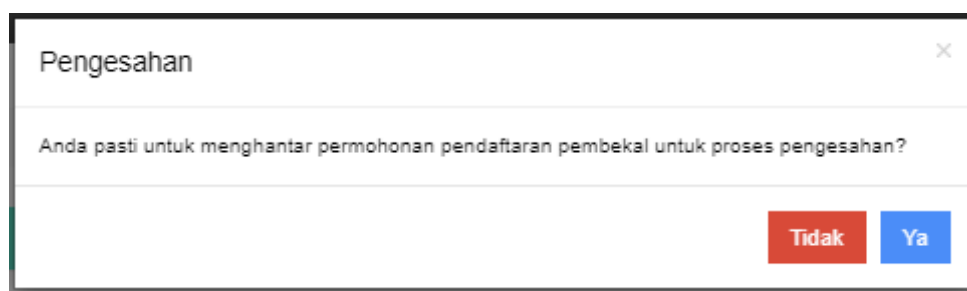 Pengesahan
×
Anda pasti untuk menghantar permohonan pendaftaran pembekal untuk proses pengesahan?
Tidak Ya